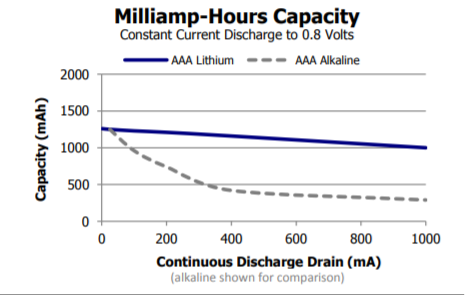 Milliamp-Hours Capacity
Constant Current Discharge to 0.8 Volts
AAA Lithium AAA Alkaline
Capacity (mAh)
2000
1500
1000
500
0
0 200 400 600 800 1000
Continuous Discharge Drain (mA)
(alkaline shown for comparison)